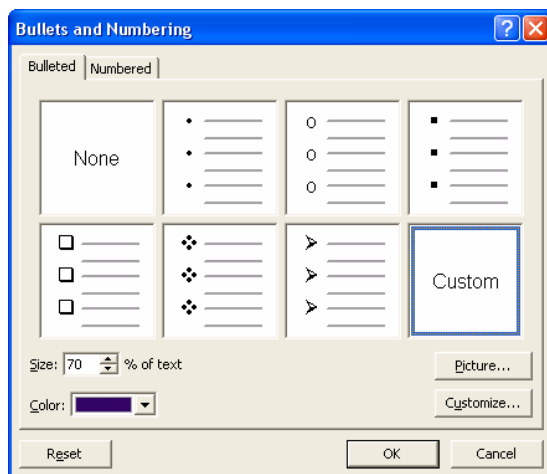 Bullets and Numbering
Bulleted Numbered
None
Custom
Size: 70 % of text
Picture...
Color:
Customize...
Reset OK Cancel